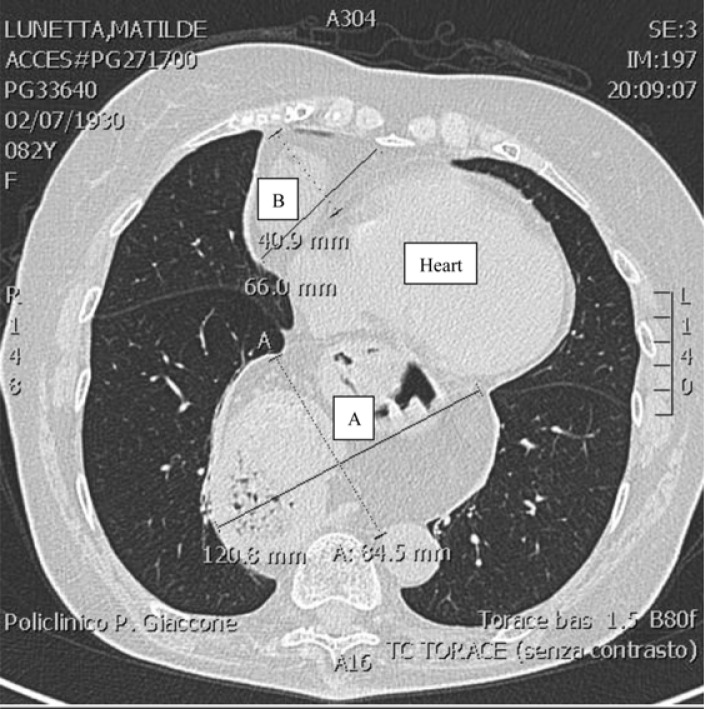 LUNETTA,MATILDE
ACCES#PG271700
PG33640
02/07/1930
082Y
F
A304
SE:3
IM:197
20:09:07
B
40.9 mm
66.0 mm
Heart
R
1
4
8
L
1
4
0
A
A
120.8 mm
A: 84.5 mm
Policlinico P. Giaccone
Torace bas 1.5 B80f
TC TORACE (senza contrasto)
A16